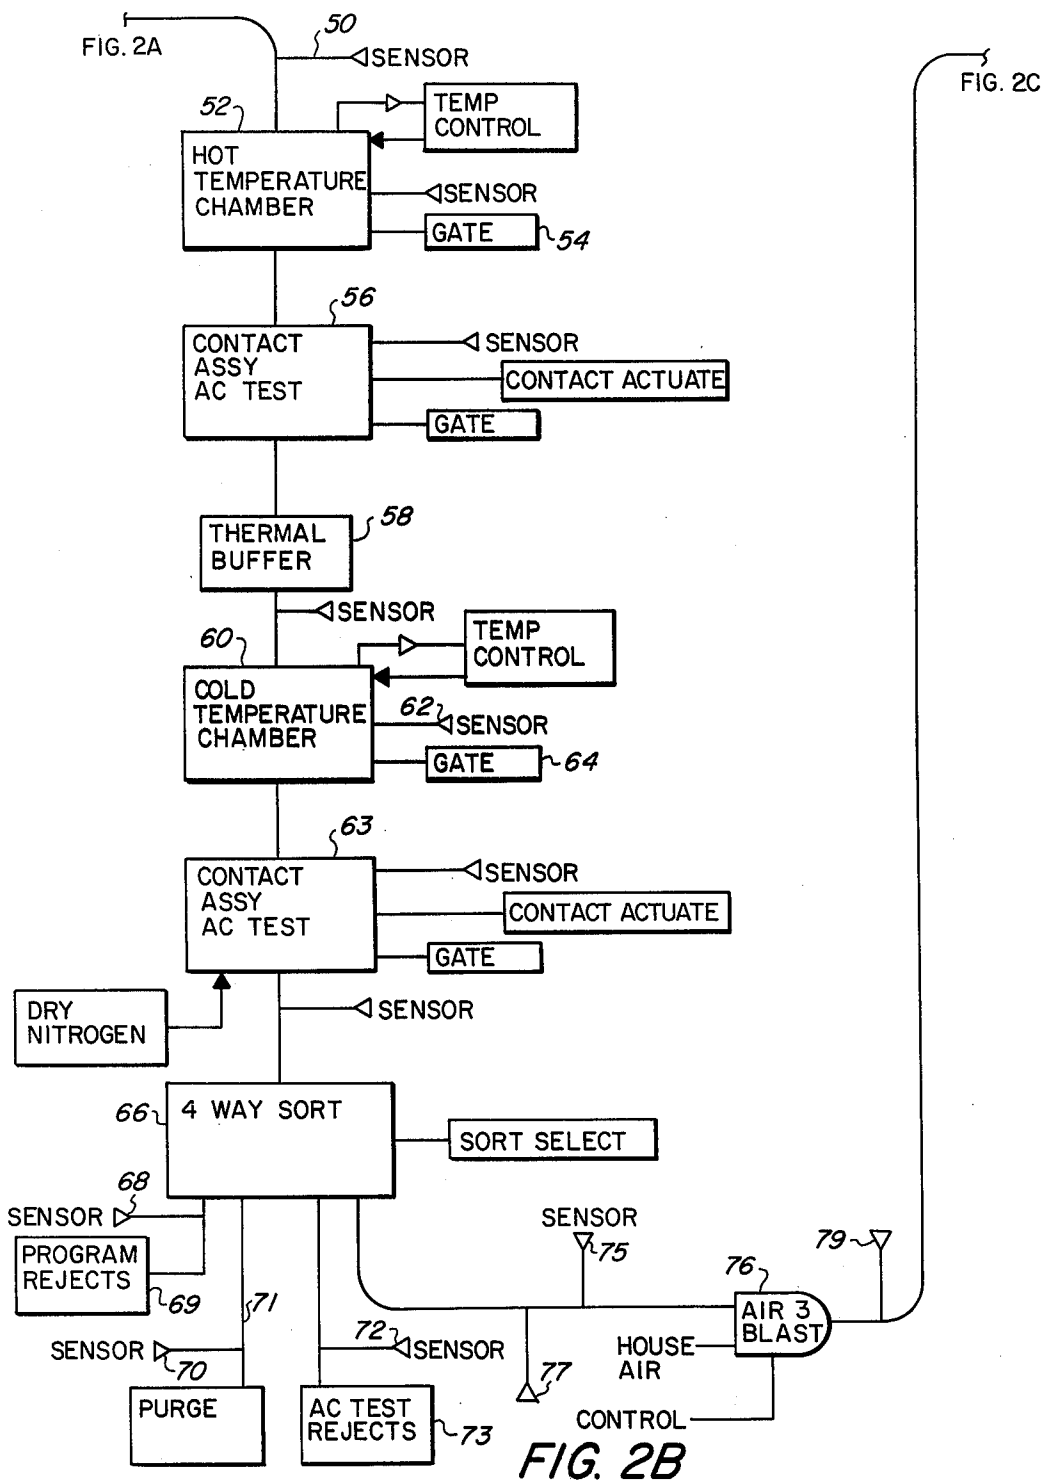 FIG. 2A
50
SENSOR
FIG. 2C
52
TEMP
CONTROL
HOT
TEMPERATURE
CHAMBER
SENSOR
GATE
54
56
CONTACT
ASSY
AC TEST
SENSOR
CONTACT ACTUATE
GATE
THERMAL
BUFFER
58
SENSOR
60
TEMP
CONTROL
COLD
TEMPERATURE
CHAMBER
62
SENSOR
GATE
64
63
CONTACT
ASSY
AC TEST
SENSOR
CONTACT ACTUATE
GATE
DRY
NITROGEN
SENSOR
66
4 WAY SORT
SORT SELECT
68
SENSOR
PROGRAM
REJECTS
69
71
SENSOR
70
PURGE
72
SENSOR
AC TEST
REJECTS
73
SENSOR
75
77
76
AIR 3
BLAST
79
HOUSE
AIR
CONTROL
FIG. 2B